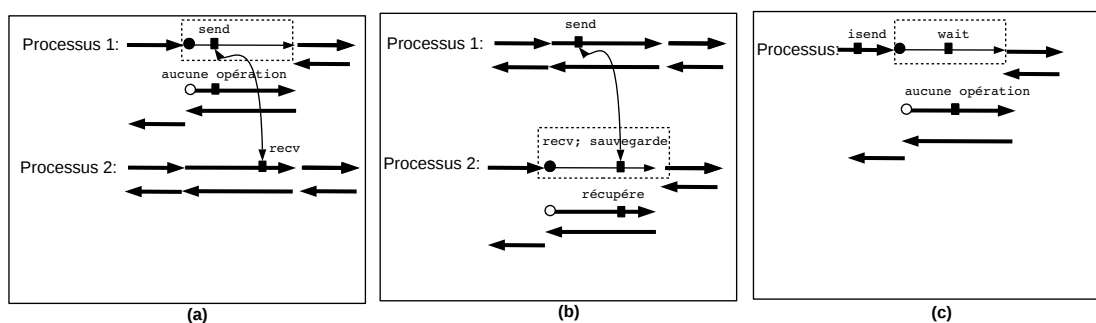 send
Processus 1:
aucune opération
recv
Processus 2:
(a)
send
Processus 1:
recv; sauvegarde
Processus 2:
récupére
(b)
isend
wait
Processus:
aucune opération
(c)